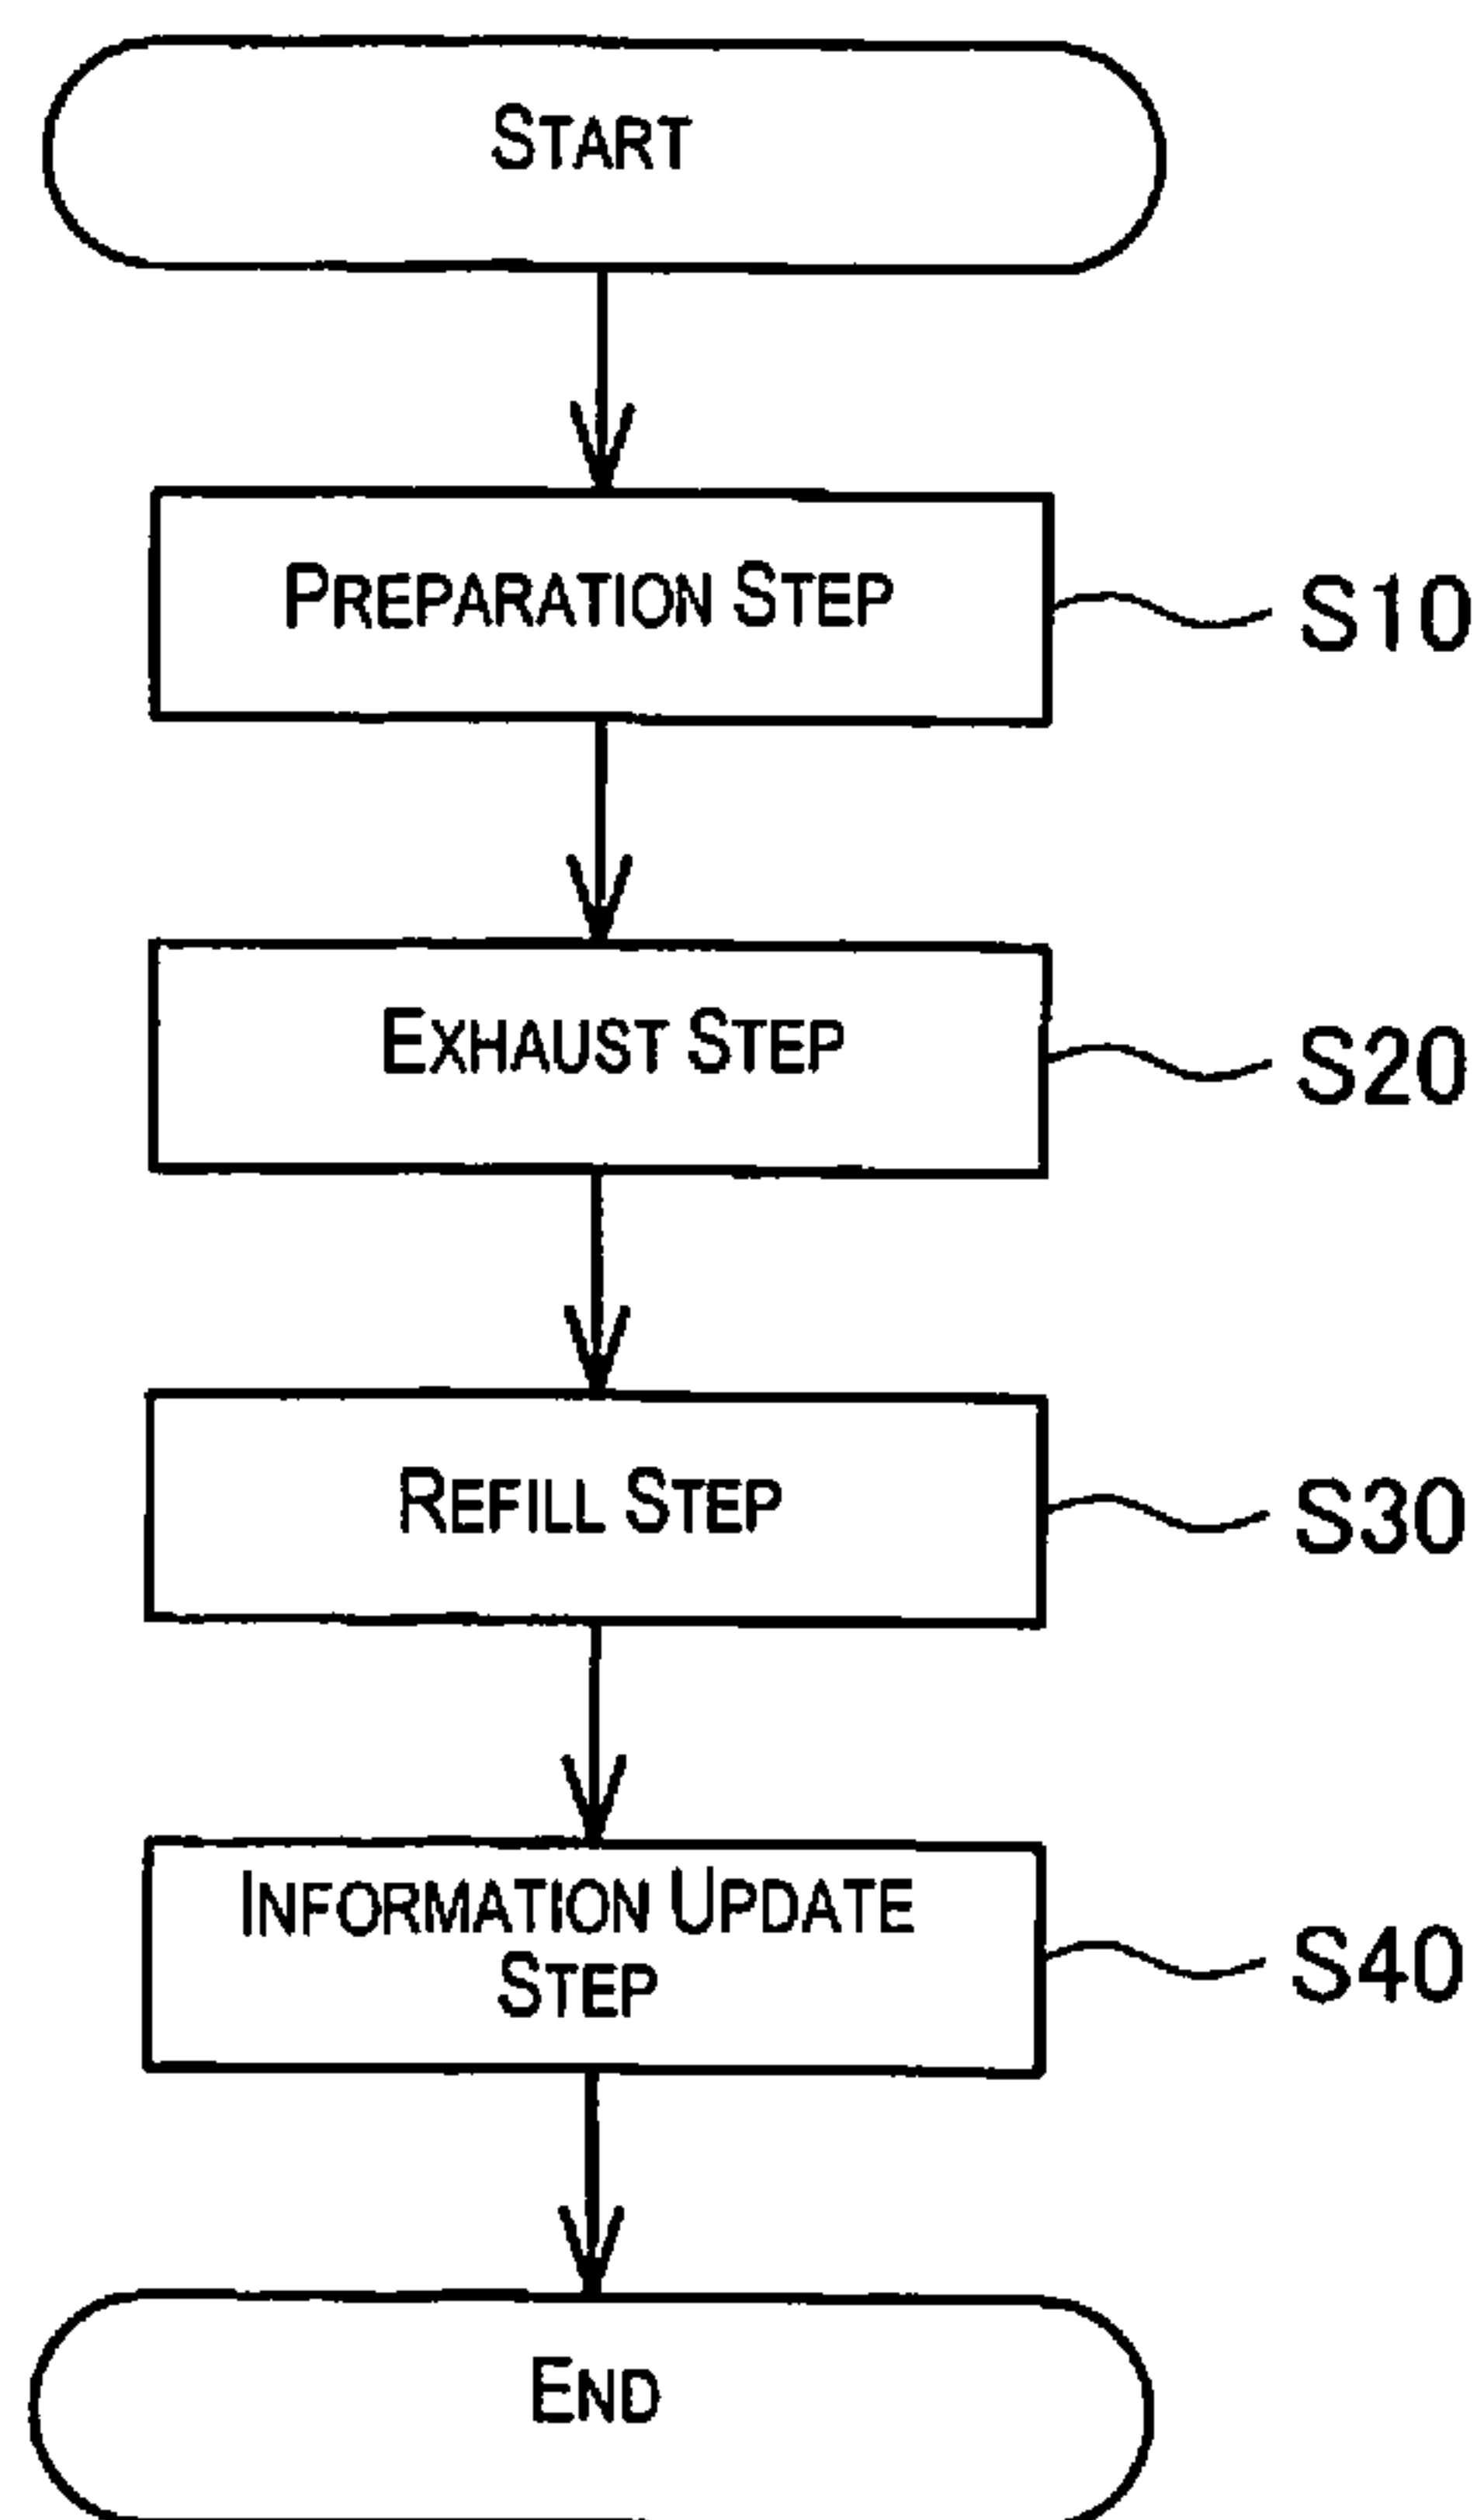 START
PREPARATION STEP
S10
EXHAUST STEP
S20
REFILL STEP
S30
INFORMATION UPDATE
STEP
S40
END